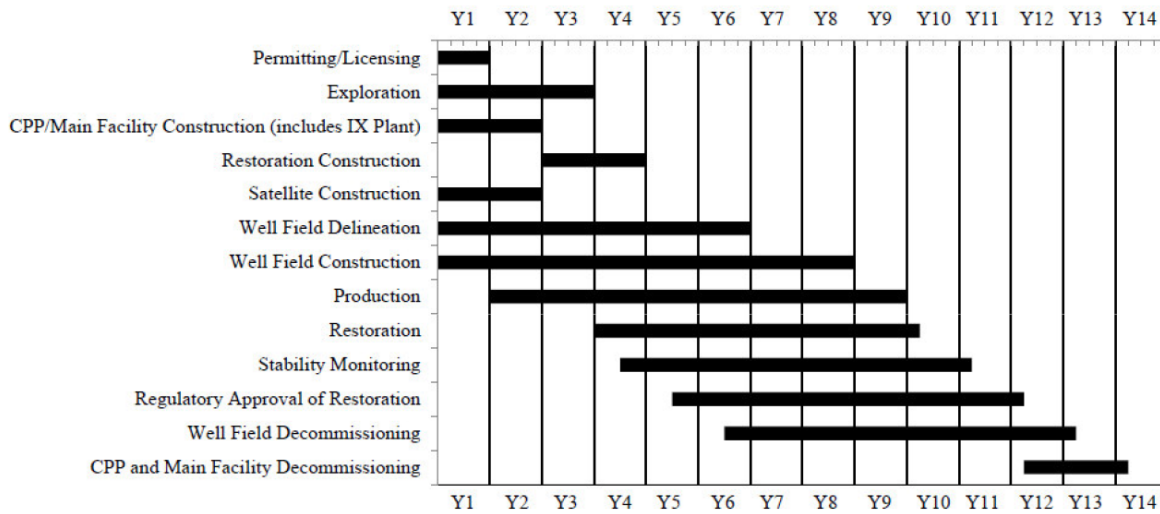 Y1 Y2 Y3 Y4 Y5 Y6 Y7 Y8 Y9 Y10 Y11 Y12 Y13 Y14
Permitting/Licensing
Exploration
CPP/Main Facility Construction (includes IX Plant)
Restoration Construction
Satellite Construction
Well Field Delineation
Well Field Construction
Production
Restoration
Stability Monitoring
Regulatory Approval of Restoration
Well Field Decommissioning
CPP and Main Facility Decommissioning
Y1 Y2 Y3 Y4 Y5 Y6 Y7 Y8 Y9 Y10 Y11 Y12 Y13 Y14